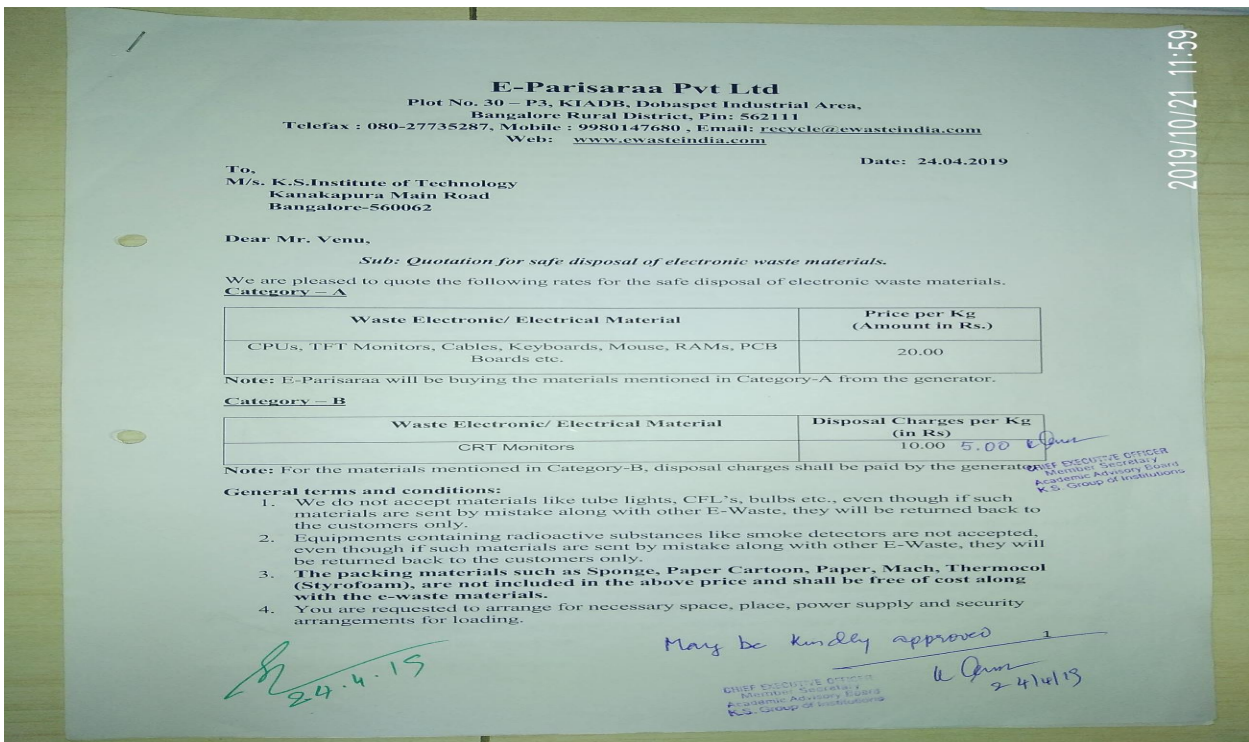 2019/10/21 11:59
E-Parisaraa Pvt Ltd
Plot No. 30 – P3, KIADB, Dobaspet Industrial Area,
Bangalore Rural District, Pin: 562111
Telefax : 080-27735287, Mobile : 9980147680 , Email: recycle@ewasteindia.com
Web: www.ewasteindia.com
Date: 24.04.2019
To,
M/s. K.S.Institute of Technology
Kanakapura Main Road
Bangalore-560062
Dear Mr. Venu,
Sub: Quotation for safe disposal of electronic waste materials.
We are pleased to quote the following rates for the safe disposal of electronic waste materials.
Category – A
Waste Electronic/ Electrical Material
Price per Kg
(Amount in Rs.)
CPUs, TFT Monitors, Cables, Keyboards, Mouse, RAMs, PCB
Boards etc.
20.00
Note: E-Parisaraa will be buying the materials mentioned in Category-A from the generator.
Category – B
Waste Electronic/ Electrical Material
Disposal Charges per Kg
(in Rs)
CRT Monitors
10.00 5.00
Note: For the materials mentioned in Category-B, disposal charges shall be paid by the generator
CHIEF EXECUTIVE OFFICER
Member Secretary
Academic Advisory Board
K.S. Group of Institutions
General terms and conditions:
1. We do not accept materials like tube lights, CFL's, bulbs etc., even though if such
materials are sent by mistake along with other E-Waste, they will be returned back to
the customers only.
2. Equipments containing radioactive substances like smoke detectors are not accepted,
even though if such materials are sent by mistake along with other E-Waste, they will
be returned back to the customers only.
3. The packing materials such as Sponge, Paper Cartoon, Paper, Mach, Thermocol
(Styrofoam), are not included in the above price and shall be free of cost along
with the e-waste materials.
4. You are requested to arrange for necessary space, place, power supply and security
arrangements for loading.
1
May be kindly approved
24.4.19
24/4/19
CHIEF EXECUTIVE OFFICER
Member Secretary
Academic Advisory Board
K.S. Group of Institutions